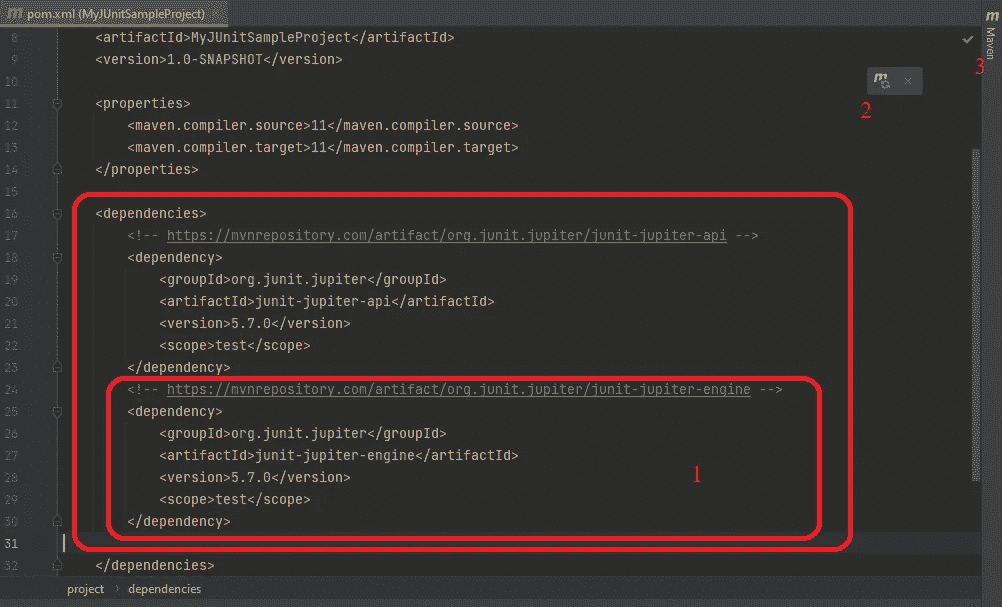 m pom.xml (MyJUnitSampleProject)
m
Maven
3
2
8 <artifactId>MyJUnitSampleProject</artifactId>
9 <version>1.0-SNAPSHOT</version>
10
11 <properties>
12 <maven.compiler.source>11</maven.compiler.source>
13 <maven.compiler.target>11</maven.compiler.target>
14 </properties>
15
16 <dependencies>
17 <!-- https://mvnrepository.com/artifact/org.junit.jupiter/junit-jupiter-api -->
18 <dependency>
19 <groupId>org.junit.jupiter</groupId>
20 <artifactId>junit-jupiter-api</artifactId>
21 <version>5.7.0</version>
22 <scope>test</scope>
23 </dependency>
24 <!-- https://mvnrepository.com/artifact/org.junit.jupiter/junit-jupiter-engine -->
25 <dependency>
26 <groupId>org.junit.jupiter</groupId>
27 <artifactId>junit-jupiter-engine</artifactId>
1
28 <version>5.7.0</version>
29 <scope>test</scope>
30 </dependency>
31
32 </dependencies>
project › dependencies